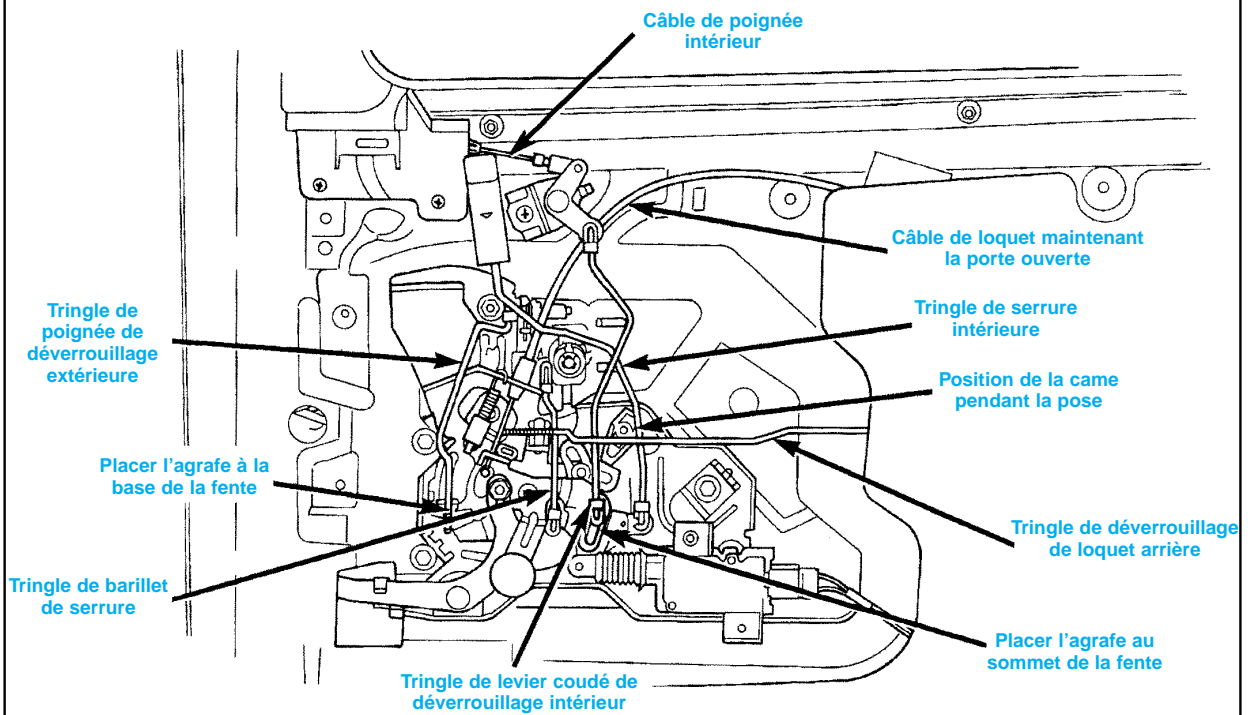 Câble de poignée
intérieur
Câble de loquet maintenant
la porte ouverte
Tringle de
poignée de
déverrouillage
extérieure
Tringle de serrure
intérieure
Position de la came
pendant la pose
Placer l’agrafe à la
base de la fente
Tringle de déverrouillage
de loquet arrière
Tringle de barillet
de serrure
Placer l’agrafe au
sommet de la fente
Tringle de levier coudé de
déverrouillage intérieur